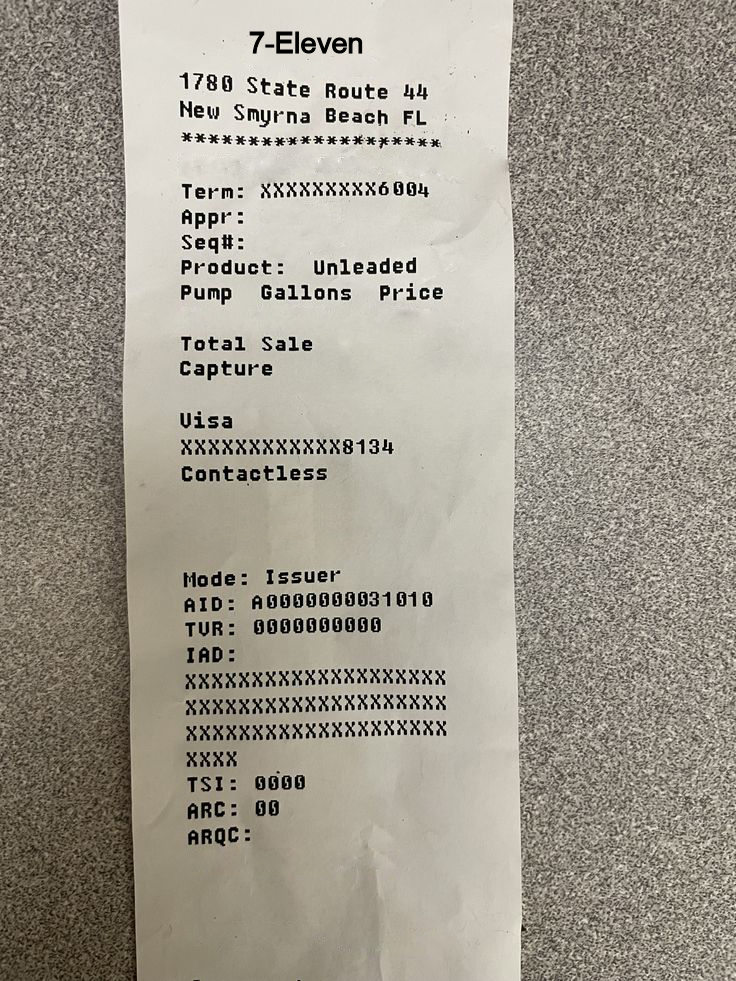 7-Eleven
1780 State Route 44
New Smyrna Beach FL
********************
Term: XXXXXXXXX6004
Appr:
Seq#:
Product: Unleaded
Pump Gallons Price
Total Sale
Capture
Visa
XXXXXXXXXXXX8134
Contactless
Mode: Issuer
AID: A0000000031010
TVR: 0000000000
IAD:
XXXXXXXXXXXXXXXXXXXX
XXXXXXXXXXXXXXXXXXXX
XXXXXXXXXXXXXXXXXXXX
XXXX
TSI: 0000
ARC: 00
ARQC: